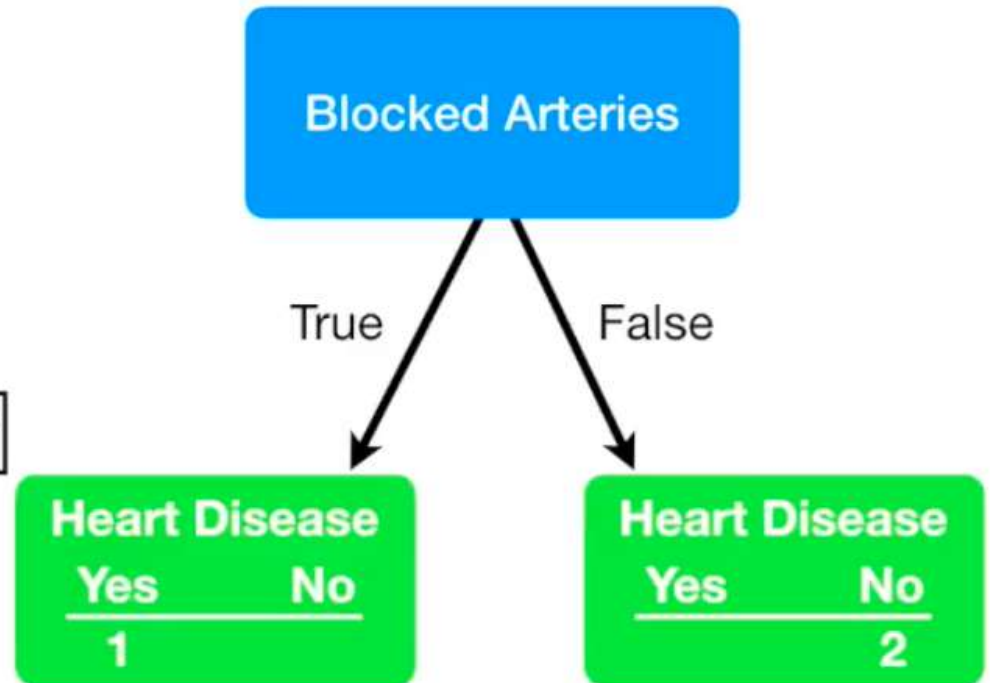 Blocked Arteries
True
False
Heart Disease
Yes No
1
Heart Disease
Yes No
2